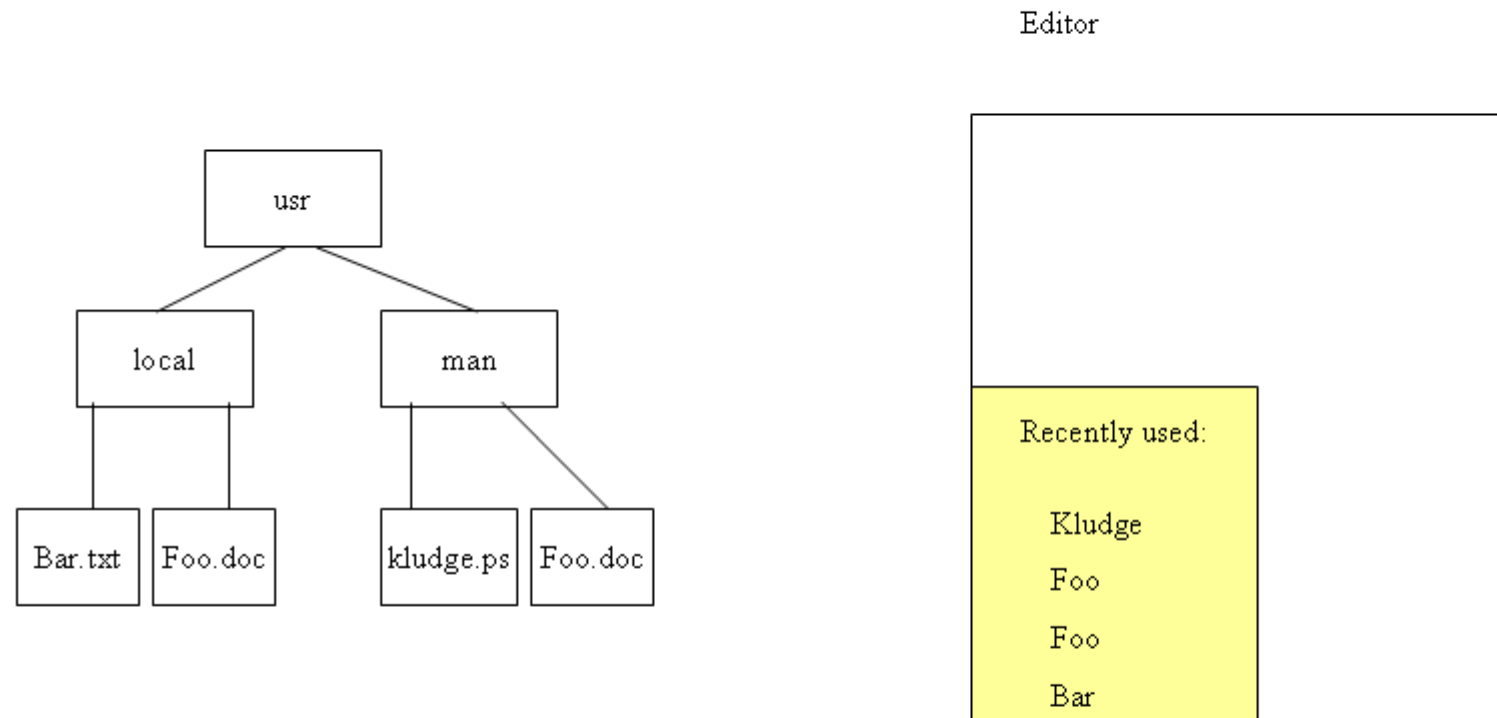 Editor
usr
local
man
Bar.txt
Foo.doc
kludge.ps
Foo.doc
Recently used:
Kludge
Foo
Foo
Bar